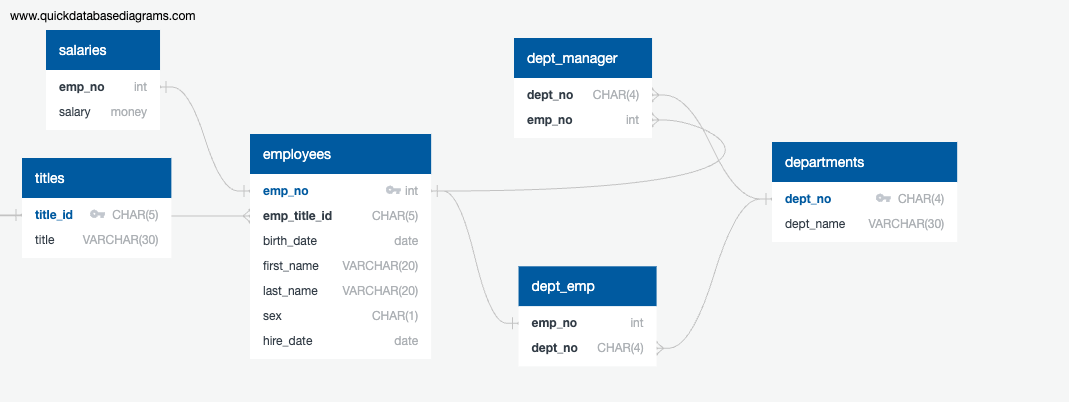 www.quickdatabasediagrams.com
salaries
emp_no int
salary money
titles
title_id CHAR(5)
title VARCHAR(30)
employees
emp_no int
emp_title_id CHAR(5)
birth_date date
first_name VARCHAR(20)
last_name VARCHAR(20)
sex CHAR(1)
hire_date date
dept_manager
dept_no CHAR(4)
emp_no int
dept_emp
emp_no int
dept_no CHAR(4)
departments
dept_no CHAR(4)
dept_name VARCHAR(30)